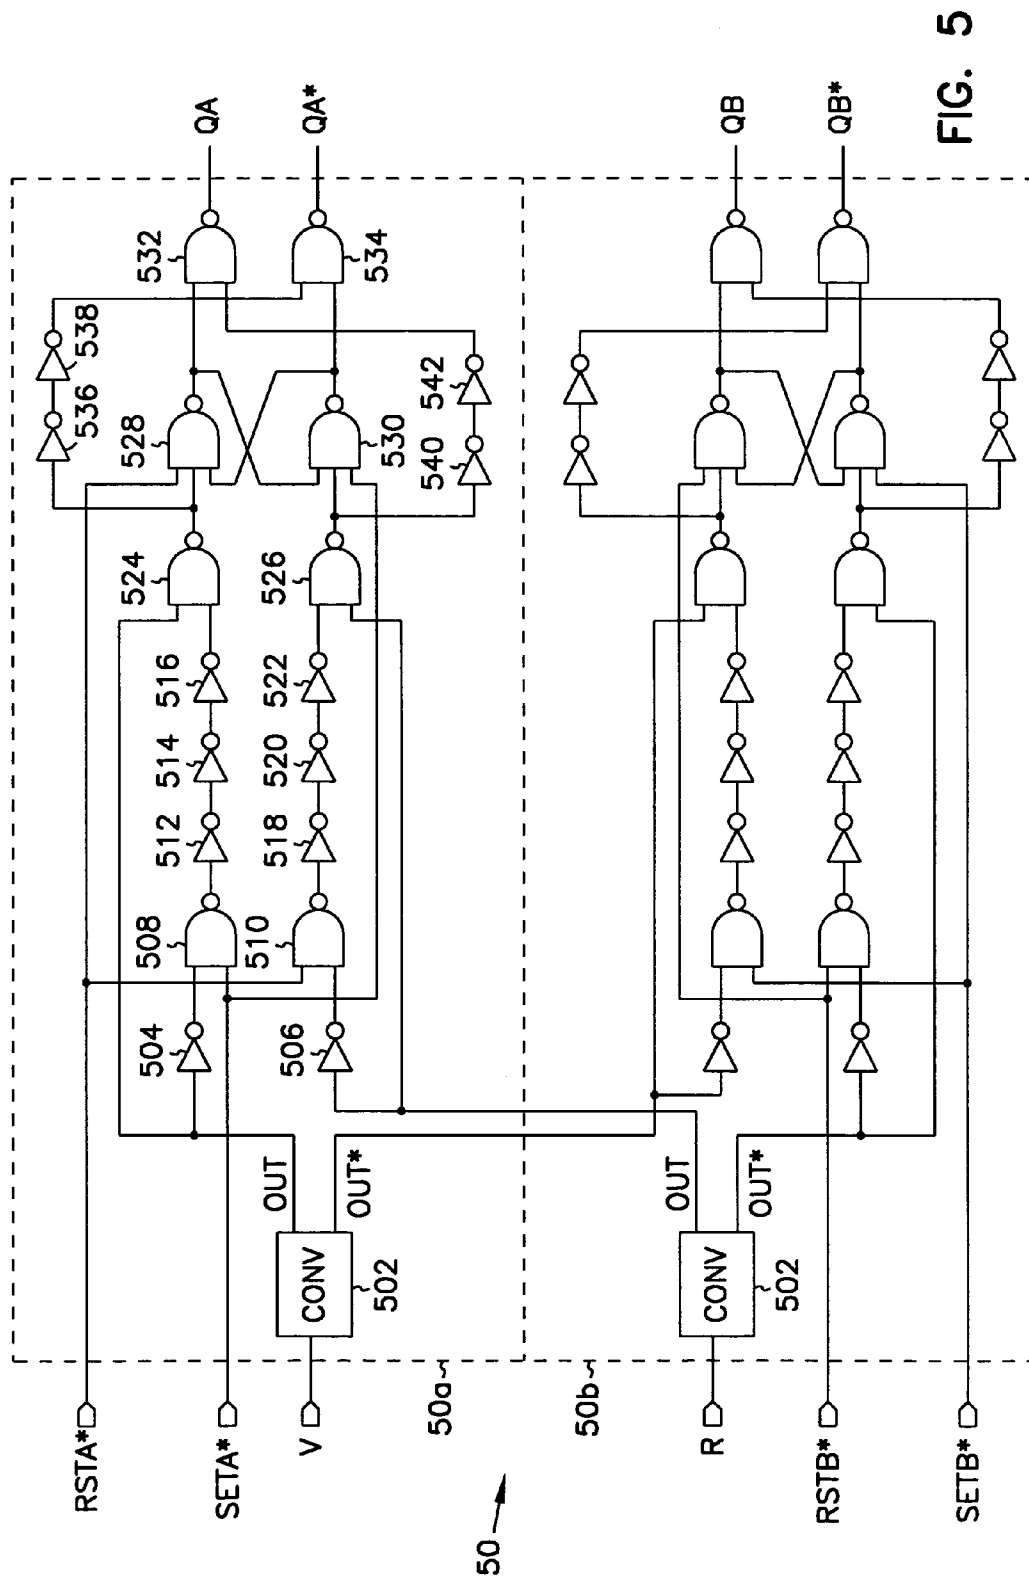 RSTA*
SETA*
V
50a
50
50b
R
RSTB*
SETB*
CONV
502
OUT
OUT*
504
506
508
510
512
514
516
518
520
522
524
526
528
530
536
538
540
542
532
534
QA
QA*
CONV
502
OUT
OUT*
QB
QB*
FIG. 5